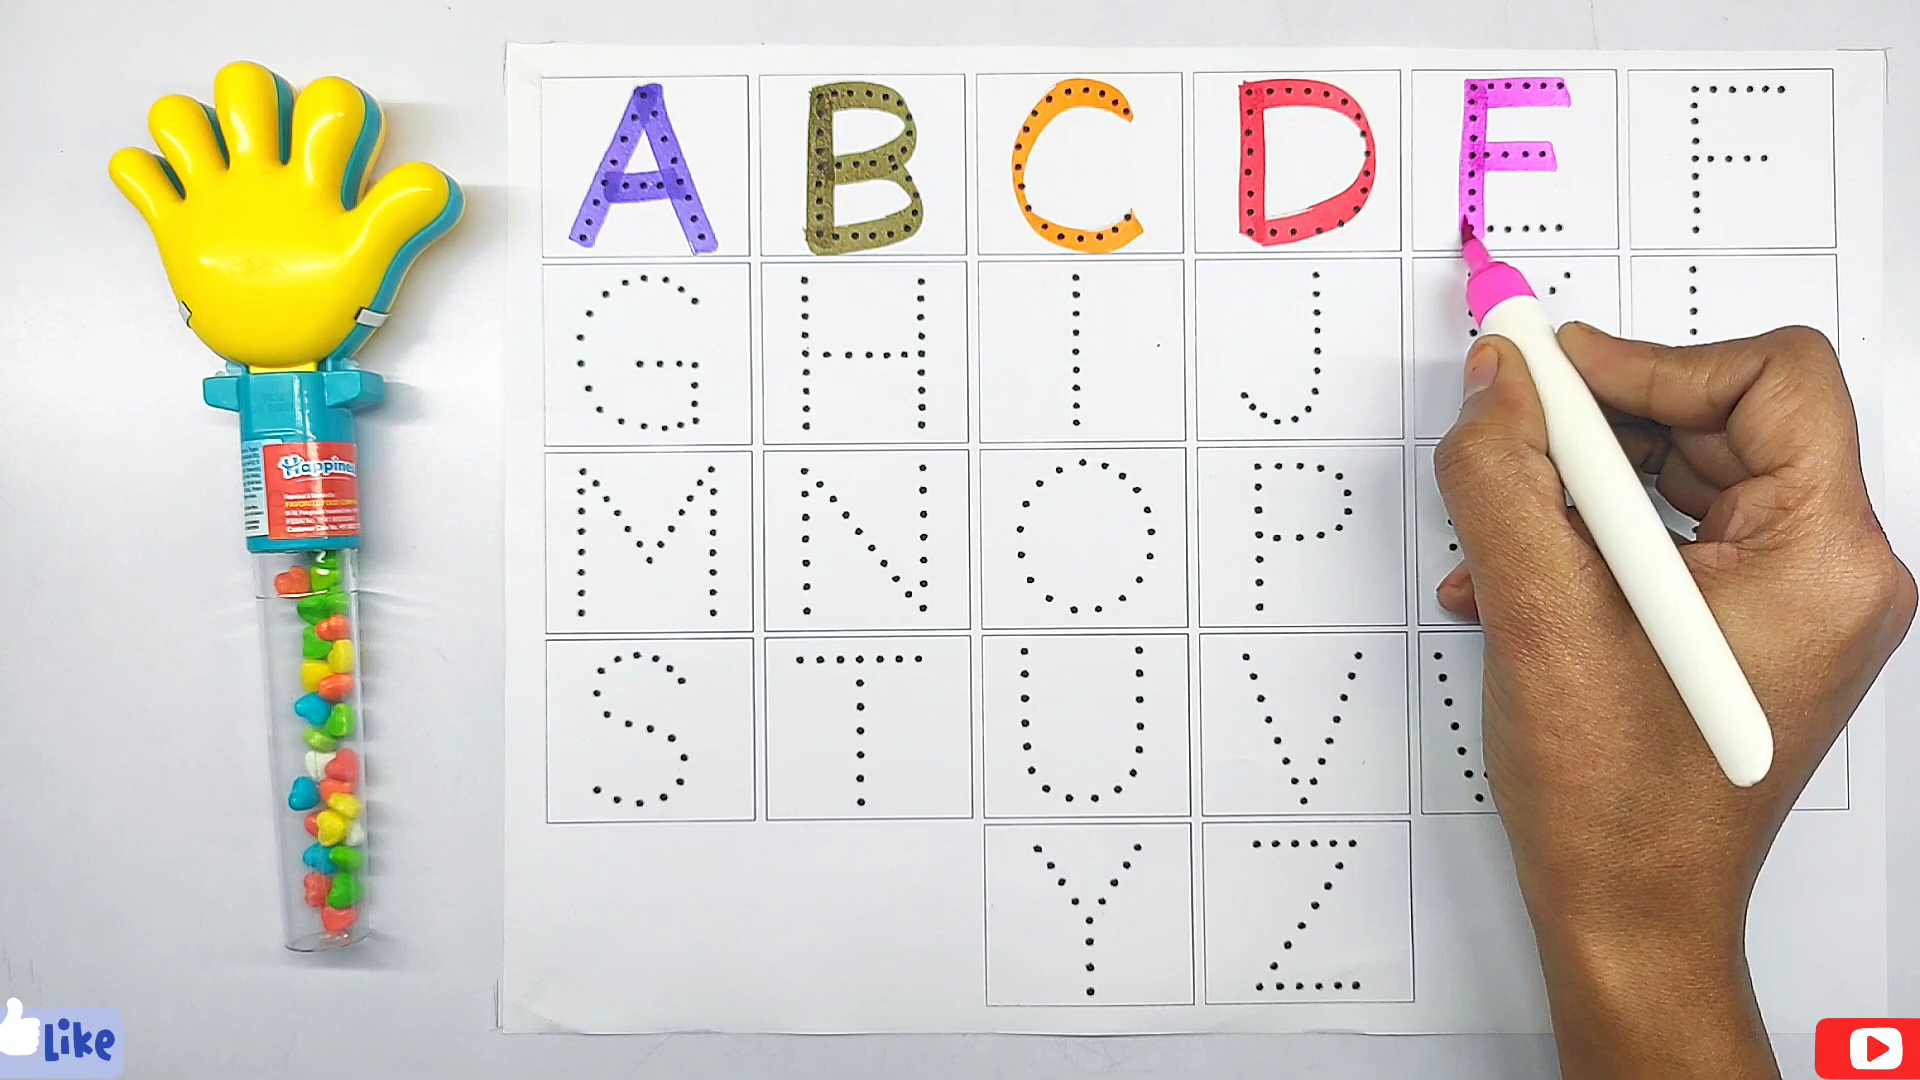 A B C D E F
G H I J
M N O P
S T U V
Y Z
Happiness
Like